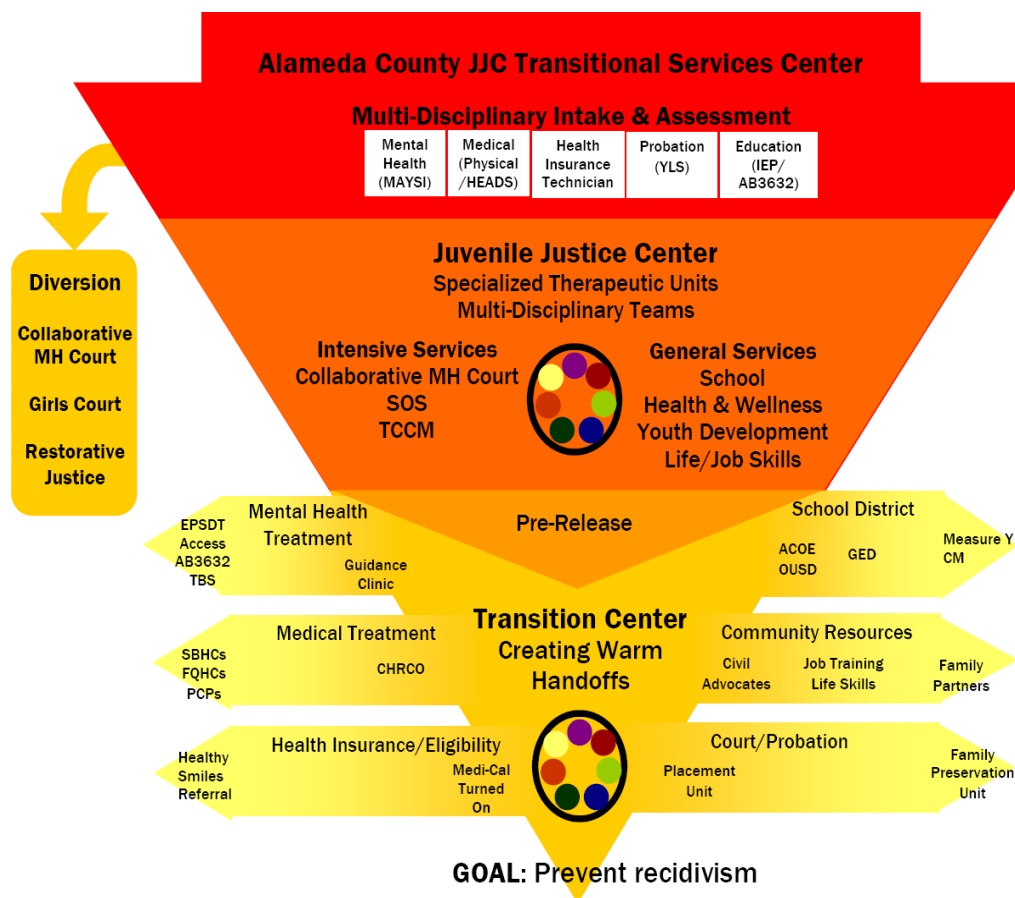 Alameda County JJC Transitional Services Center
Multi-Disciplinary Intake & Assessment
Mental
Health
(MAYSI)
Medical
(Physical
/HEADS)
Health
Insurance
Technician
Probation
(YLS)
Education
(IEP/
AB3632)
Diversion
Collaborative
MH Court
Girls Court
Restorative
Justice
Juvenile Justice Center
Specialized Therapeutic Units
Multi-Disciplinary Teams
Intensive Services
Collaborative MH Court
SOS
TCCM
General Services
School
Health & Wellness
Youth Development
Life/Job Skills
Pre-Release
EPSDT
Access
AB3632
TBS
Mental Health
Treatment
Guidance
Clinic
School District
ACOE
OUSD
GED
Measure Y
CM
Transition Center
Creating Warm
Handoffs
SBHCs
FQHCs
PCPs
Medical Treatment
CHRCO
Community Resources
Civil
Advocates
Job Training
Life Skills
Family
Partners
Healthy
Smiles
Referral
Health Insurance/Eligibility
Medi-Cal
Turned
On
Court/Probation
Placement
Unit
Family
Preservation
Unit
GOAL: Prevent recidivism